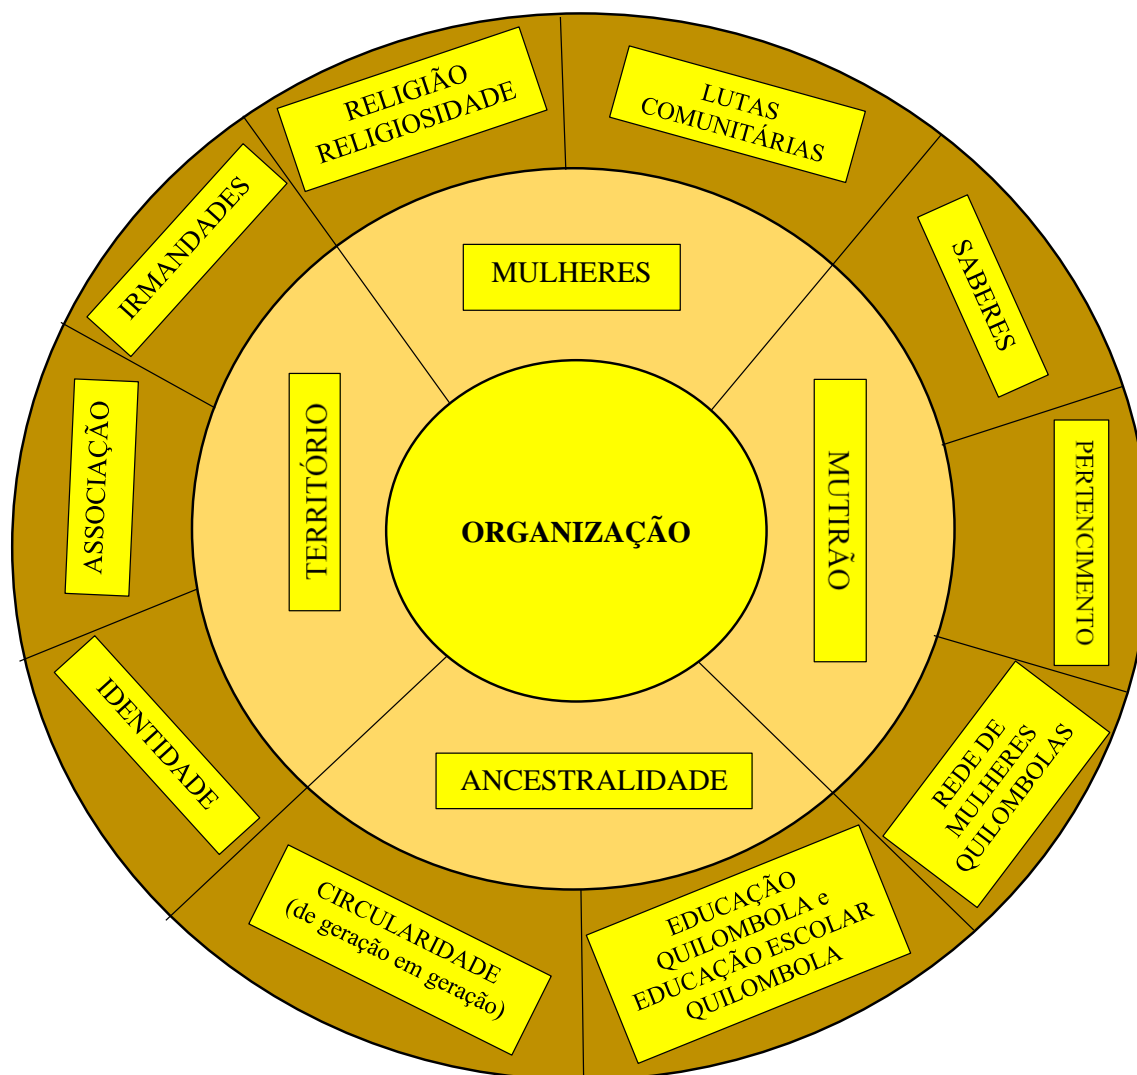 RELIGIÃO
RELIGIOSIDADE
LUTAS
COMUNITÁRIAS
IRMANDADES
SABERES
MULHERES
ASSOCIAÇÃO
TERRITÓRIO
ORGANIZAÇÃO
MUTIRÃO
PERTENCIMENTO
IDENTIDADE
ANCESTRALIDADE
REDE DE
MULHERES
QUILOMBOLAS
CIRCULARIDADE
(de geração em geração)
EDUCAÇÃO
QUILOMBOLA e
EDUCAÇÃO ESCOLAR
QUILOMBOLA